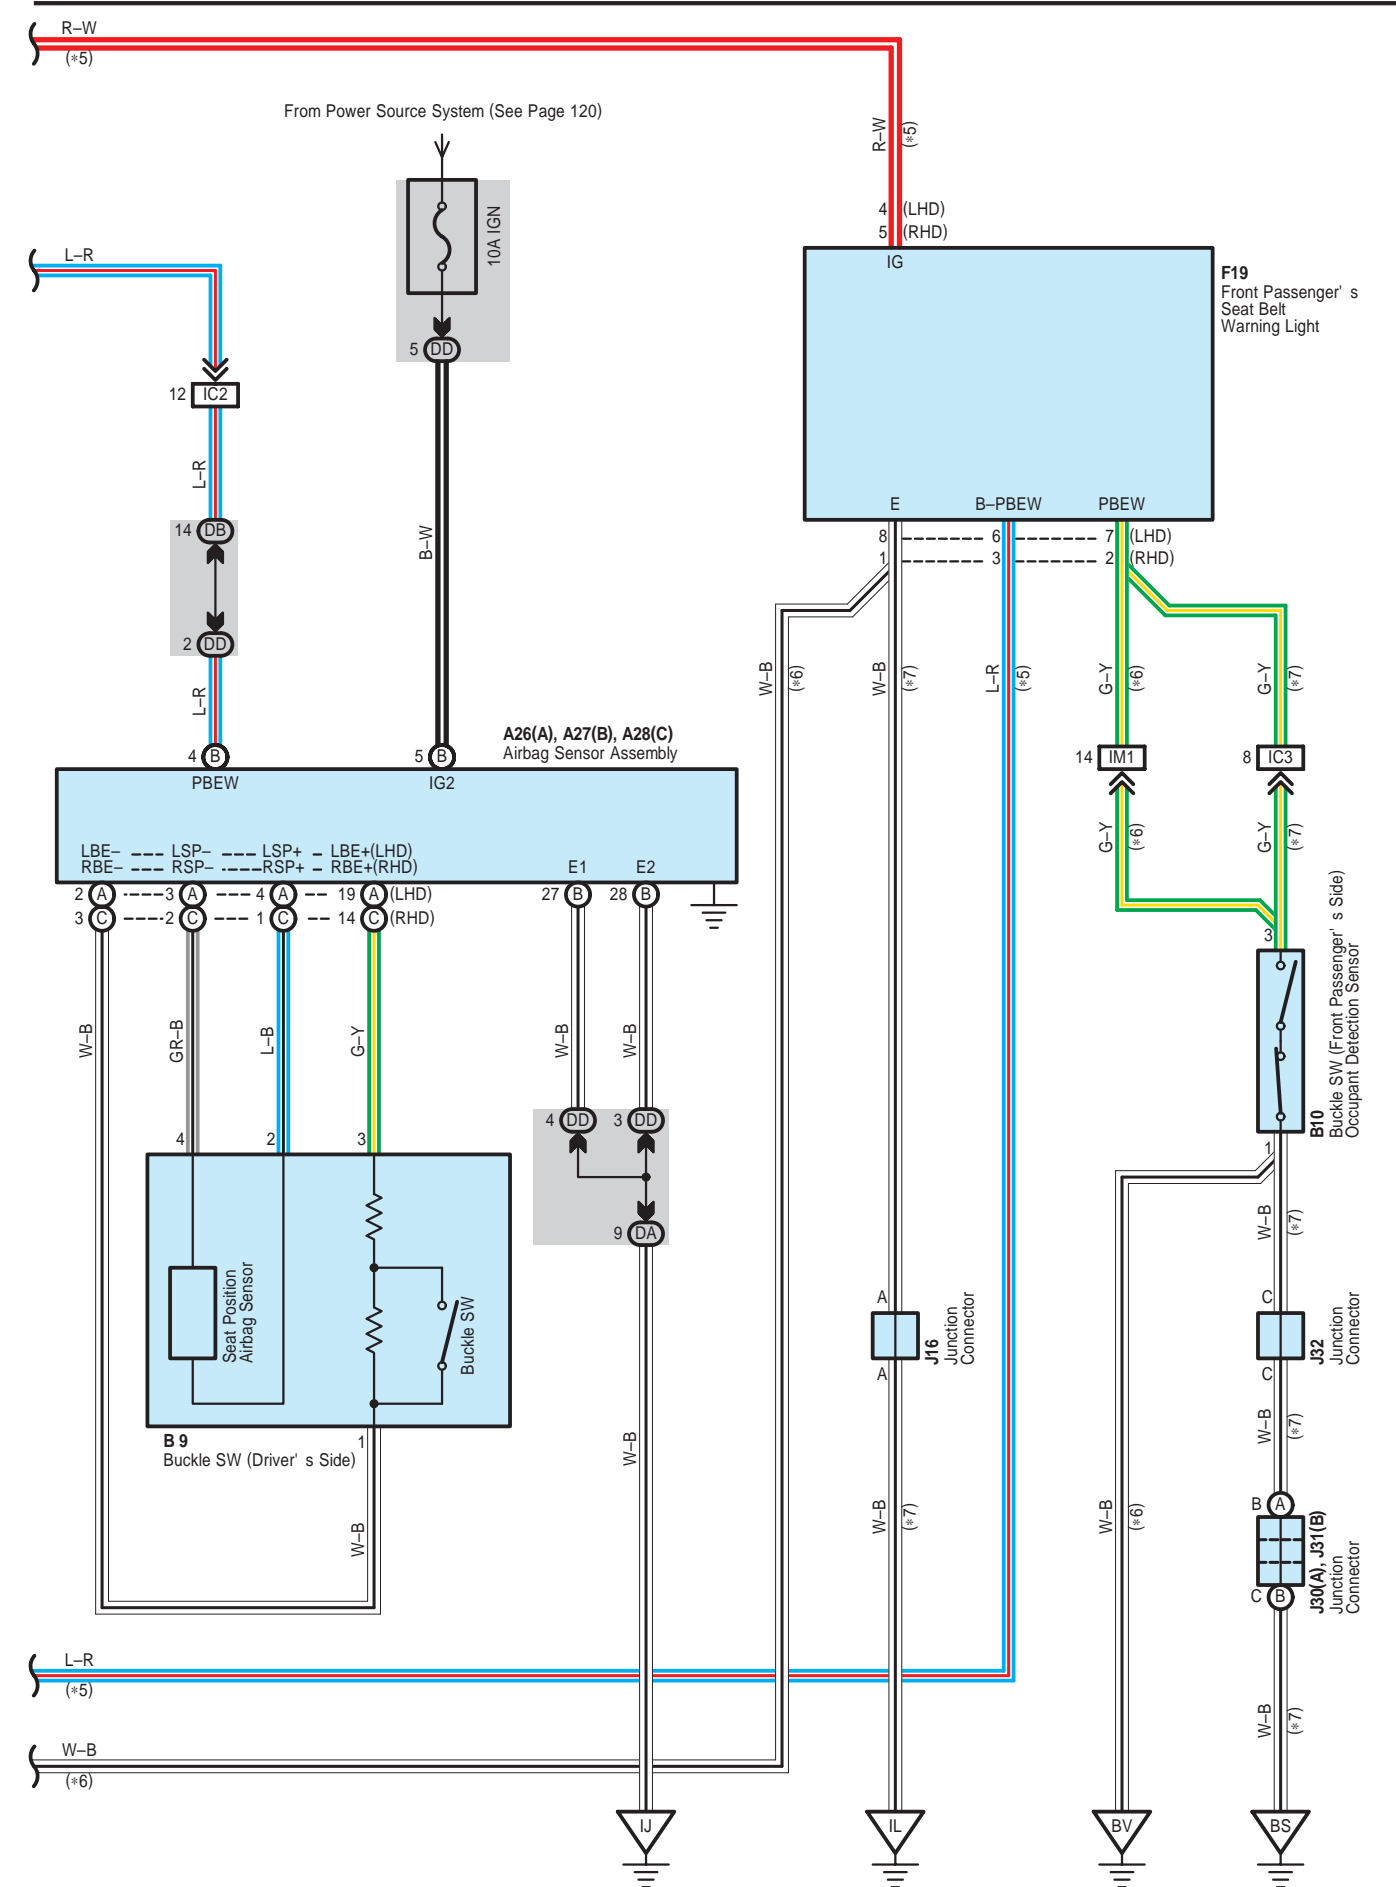 R–W
(*5)
From Power Source System (See Page 120)
R–W
(*5)
10A IGN
5 DD
4 (LHD)
5 (RHD)
IG
F19
Front Passenger' s
Seat Belt
Warning Light
L–R
12 IC2
L–R
14 DB
2 DD
L–R
B–W
E B–PBEW PBEW
8 6 7 (LHD)
1 3 2 (RHD)
W–B
(*6)
W–B
(*7)
L–R
(*5)
G–Y
(*6)
G–Y
(*7)
A26(A), A27(B), A28(C)
Airbag Sensor Assembly
4 B
5 B
PBEW
IG2
14 IM1
8 IC3
G–Y
(*6)
G–Y
(*7)
LBE– LSP– LSP+ LBE+(LHD)
RBE– RSP– RSP+ RBE+(RHD)
E1 E2
2 A 3 A 4 A 19 A (LHD)
3 C 2 C 1 C 14 C (RHD)
27 B
28 B
3
B10
Buckle SW (Front Passenger' s Side)
Occupant Detection Sensor
1
W–B
GR–B
L–B
G–Y
W–B
W–B
4 2 3
4 DD
3 DD
9 DA
W–B
(*7)
Seat Position
Airbag Sensor
Buckle SW
B 9
Buckle SW (Driver' s Side)
1
W–B
W–B
A
J16
Junction
Connector
A
W–B
(*7)
W–B
(*6)
C
J32
Junction
Connector
C
W–B
(*7)
B A
J30(A), J31(B)
Junction
Connector
C B
W–B
(*7)
L–R
(*5)
W–B
(*6)
IJ
IL
BV
BS